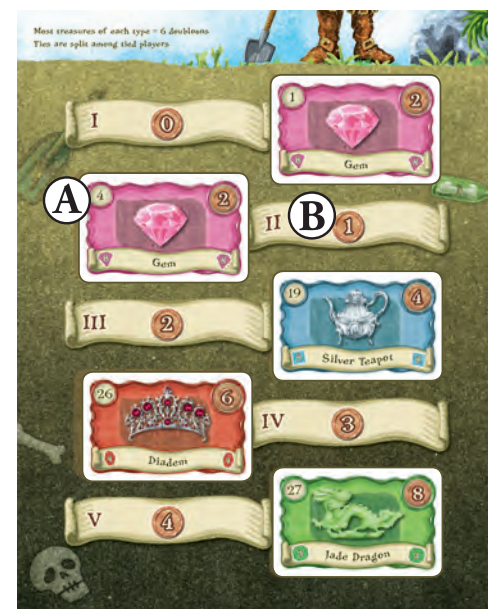 Most treasures of each type = 6 doubloons
Ties are split among tied players
I 0
1 2
Gem
A 4 2
Gem
II B 1
III 2
19 4
Silver Teapot
26 6
Diadem
IV 3
V 4
27 8
Jade Dragon